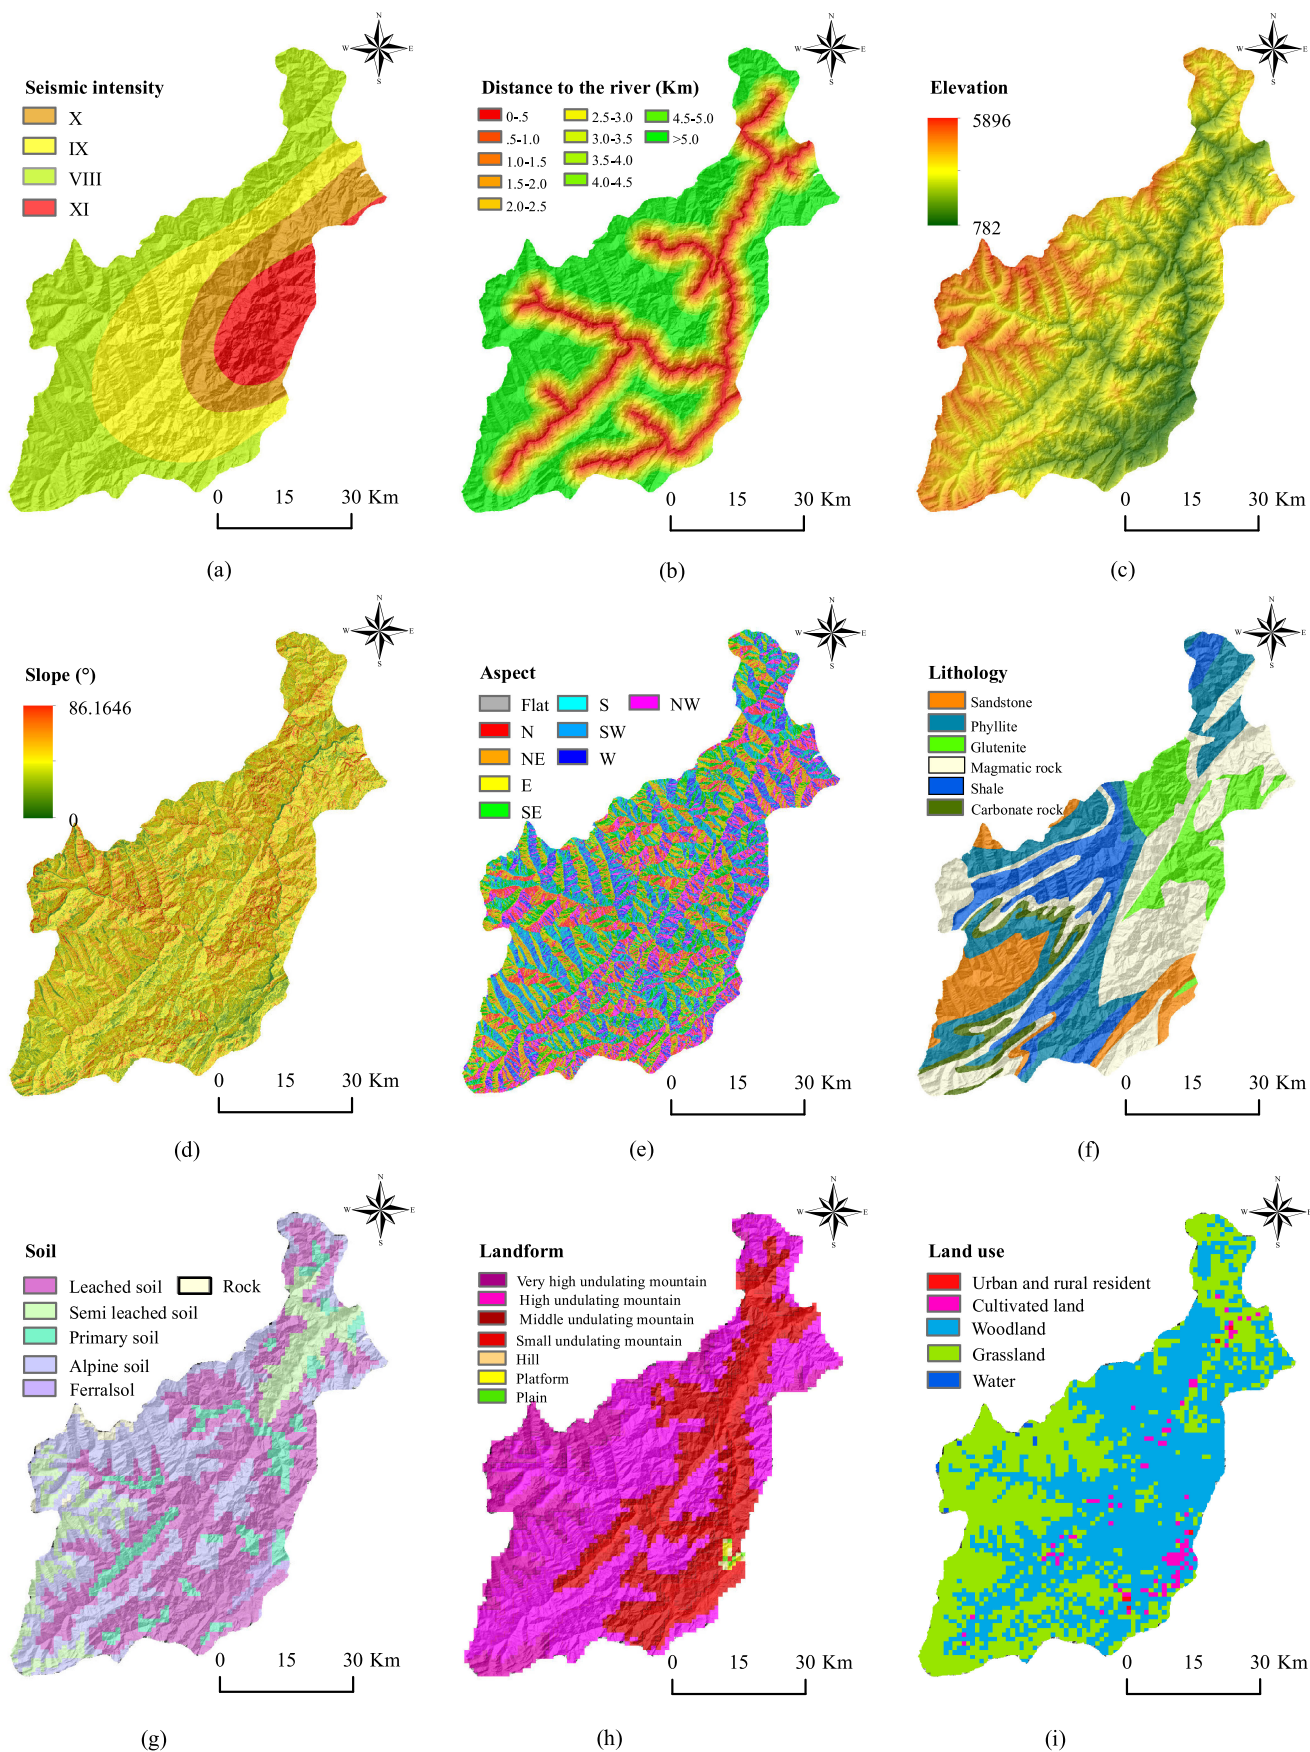 N
W E
S
Seismic intensity
X
IX
VIII
XI
0 15 30 Km
(a)
N
W E
S
Distance to the river (Km)
0-.5
.5-1.0
1.0-1.5
1.5-2.0
2.0-2.5
2.5-3.0
3.0-3.5
3.5-4.0
4.0-4.5
4.5-5.0
>5.0
0 15 30 Km
(b)
N
W E
S
Elevation
5896
782
0 15 30 Km
(c)
N
W E
S
Slope (°)
86.1646
0
0 15 30 Km
(d)
N
W E
S
Aspect
Flat
N
NE
E
SE
S
SW
W
NW
0 15 30 Km
(e)
N
W E
S
Lithology
Sandstone
Phyllite
Glutenite
Magmatic rock
Shale
Carbonate rock
0 15 30 Km
(f)
N
W E
S
Soil
Leached soil
Semi leached soil
Primary soil
Alpine soil
Ferralsol
Rock
0 15 30 Km
(g)
N
W E
S
Landform
Very high undulating mountain
High undulating mountain
Middle undulating mountain
Small undulating mountain
Hill
Platform
Plain
0 15 30 Km
(h)
N
W E
S
Land use
Urban and rural resident
Cultivated land
Woodland
Grassland
Water
0 15 30 Km
(i)